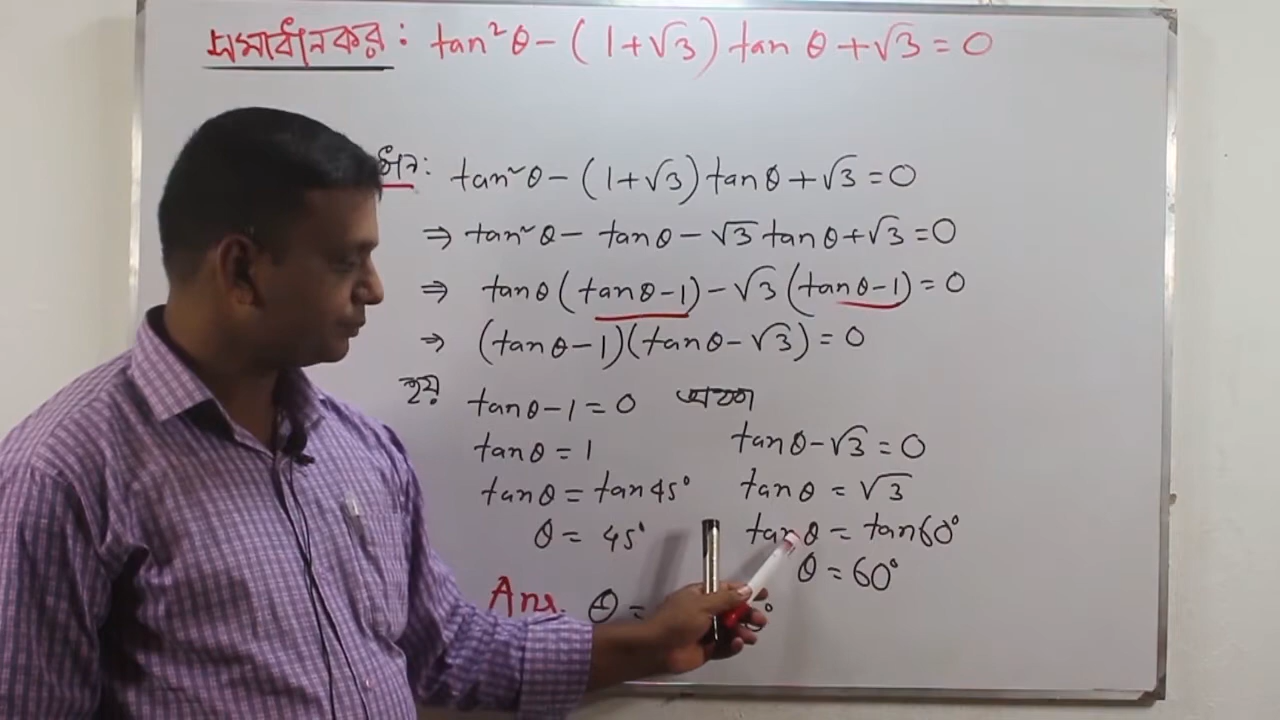 সমাধান কর: tan²θ - (1+√3) tan θ + √3 = 0
ধান: tan²θ - (1+√3) tanθ + √3 = 0
⇒ tan²θ - tanθ - √3 tanθ + √3 = 0
⇒ tanθ (tanθ - 1) - √3 (tanθ - 1) = 0
⇒ (tanθ - 1)(tanθ - √3) = 0
হয় tanθ - 1 = 0 অথবা
tanθ - √3 = 0
tanθ = 1
tanθ = √3
tanθ = tan45°
tanθ = tan60°
θ = 45°
θ = 60°
Ans. θ =